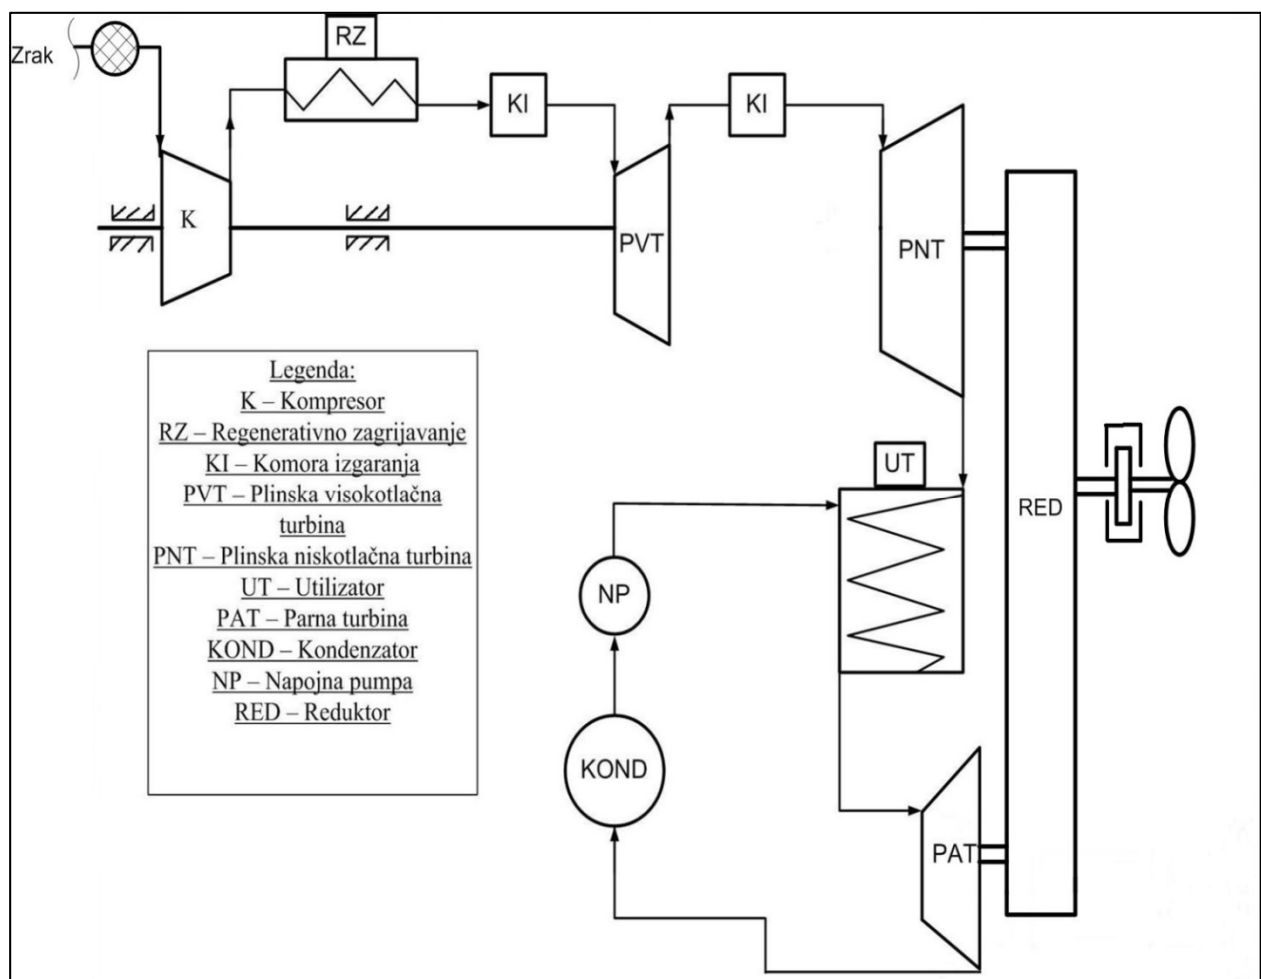 Zrak
RZ
KI
KI
K
PVT
PNT
Legenda:
K – Kompresor
RZ – Regenerativno zagrijavanje
KI – Komora izgaranja
PVT – Plinska visokotlačna
turbina
PNT – Plinska niskotlačna turbina
UT – Utilizator
PAT – Parna turbina
KOND – Kondenzator
NP – Napojna pumpa
RED – Reduktor
UT
RED
NP
KOND
PAT